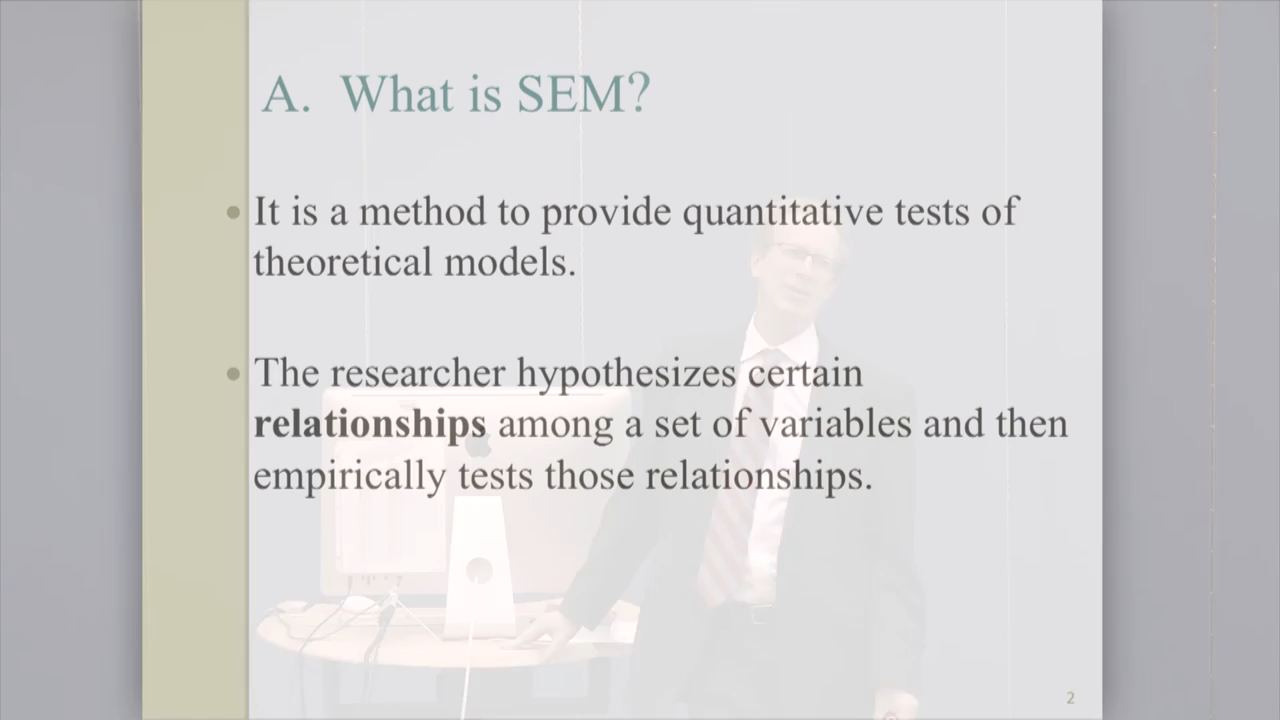 A. What is SEM?
• It is a method to provide quantitative tests of
theoretical models.
• The researcher hypothesizes certain
relationships among a set of variables and then
empirically tests those relationships.
2